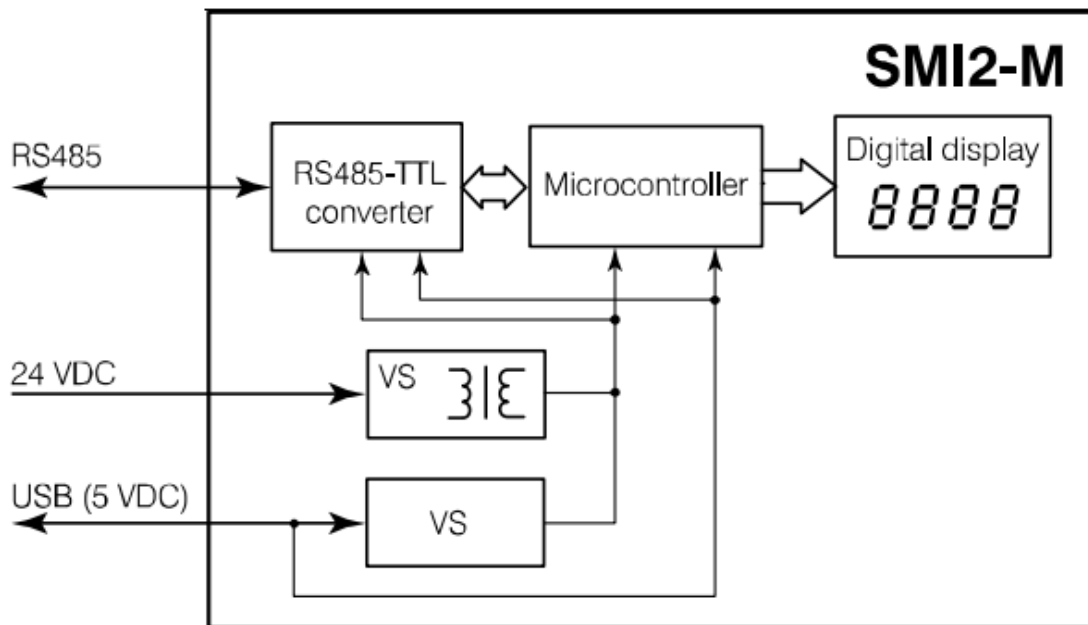 SMI2-M
RS485
RS485-TTL
converter
Microcontroller
Digital display
8888
24 VDC
VS
USB (5 VDC)
VS